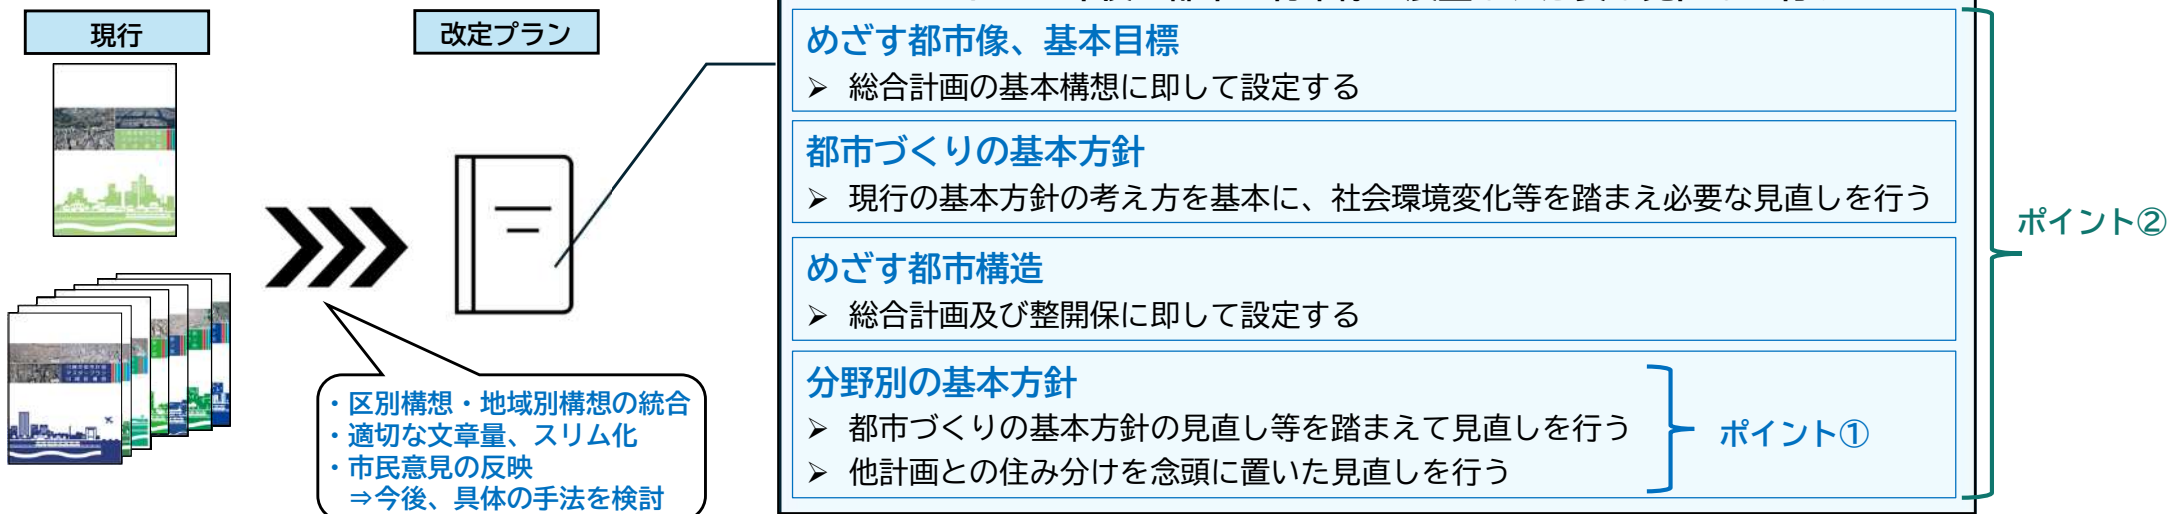 現行
改定プラン
・区別構想・地域別構想の統合
・適切な文章量、スリム化
・市民意見の反映
⇒今後、具体の手法を検討
めざす都市像、基本目標
➢ 総合計画の基本構想に即して設定する
都市づくりの基本方針
➢ 現行の基本方針の考え方を基本に、社会環境変化等を踏まえ必要な見直しを行う
めざす都市構造
➢ 総合計画及び整開保に即して設定する
分野別の基本方針
➢ 都市づくりの基本方針の見直し等を踏まえて見直しを行う
➢ 他計画との住み分けを念頭に置いた見直しを行う
ポイント①
ポイント②